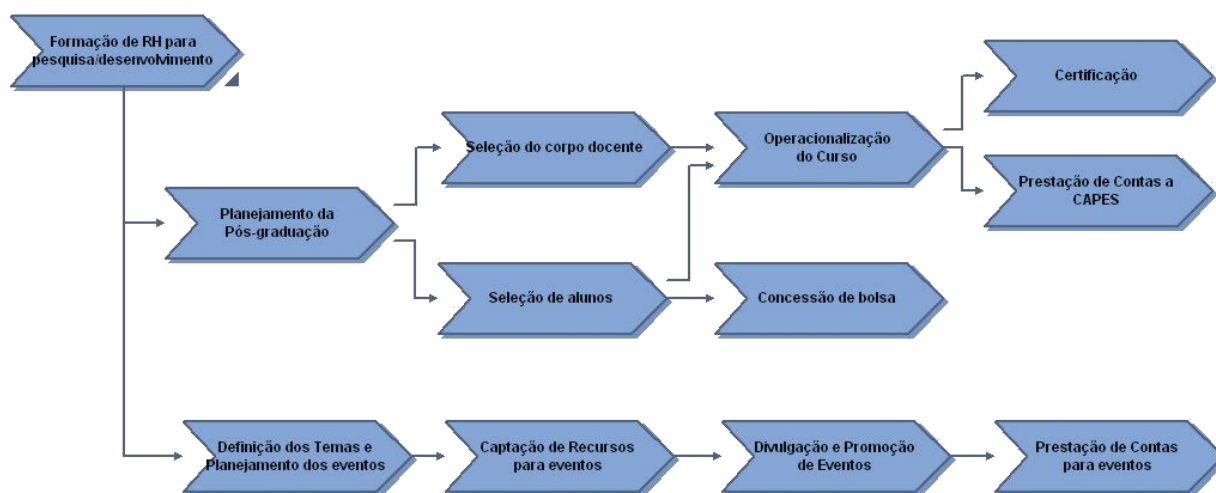 Formação de RH para
pesquisa/desenvolvimento
Certificação
Seleção do corpo docente
Operacionalização
do Curso
Prestação de Contas a
CAPES
Planejamento da
Pós-graduação
Seleção de alunos
Concessão de bolsa
Definição dos Temas e
Planejamento dos eventos
Captação de Recursos
para eventos
Divulgação e Promoção
de Eventos
Prestação de Contas
para eventos